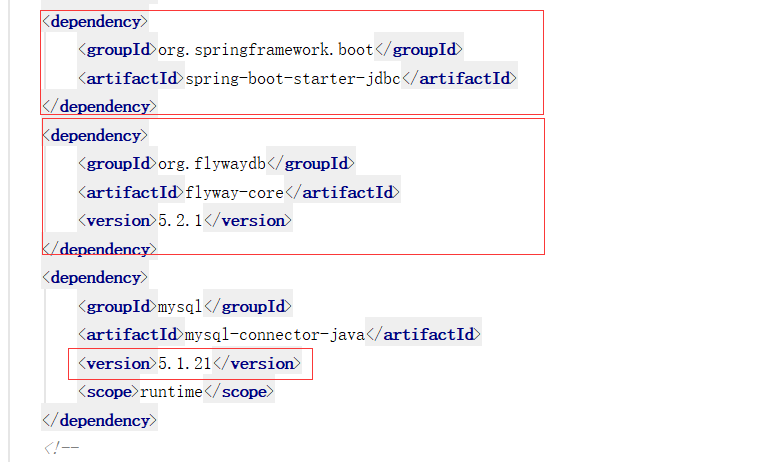 <dependency>
<groupId>org.springframework.boot</groupId>
<artifactId>spring-boot-starter-jdbc</artifactId>
</dependency>
<dependency>
<groupId>org.flywaydb</groupId>
<artifactId>flyway-core</artifactId>
<version>5.2.1</version>
</dependency>
<dependency>
<groupId>mysql</groupId>
<artifactId>mysql-connector-java</artifactId>
<version>5.1.21</version>
<scope>runtime</scope>
</dependency>
<!--